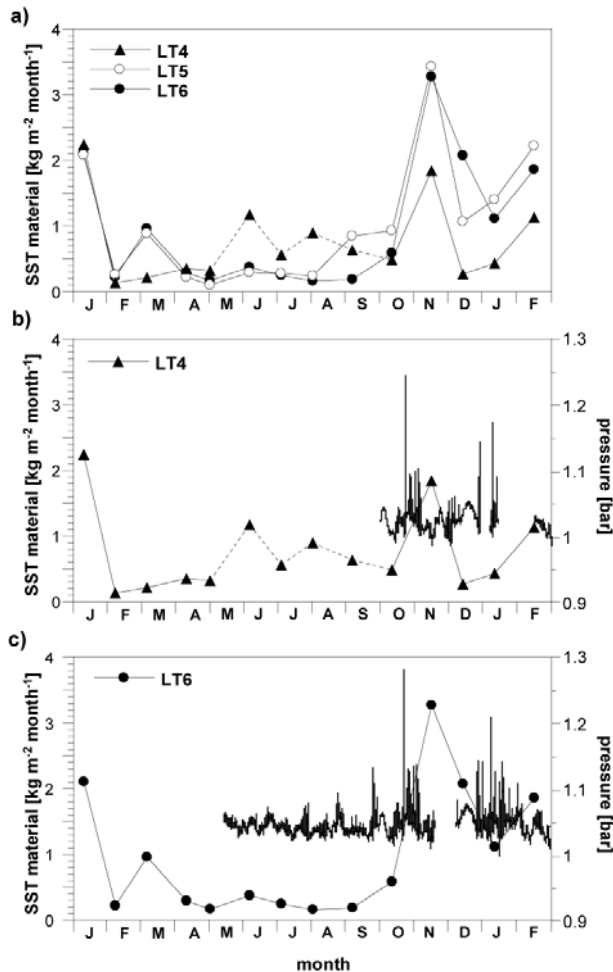 a)
LT4
LT5
LT6
SST material [kg m⁻² month⁻¹]
4
3
2
1
0
J F M A M J J A S O N D J F
b)
LT4
SST material [kg m⁻² month⁻¹]
4
3
2
1
0
1.3
1.2
1.1
1
0.9
pressure [bar]
J F M A M J J A S O N D J F
c)
LT6
SST material [kg m⁻² month⁻¹]
4
3
2
1
0
1.3
1.2
1.1
1
0.9
pressure [bar]
J F M A M J J A S O N D J F
month